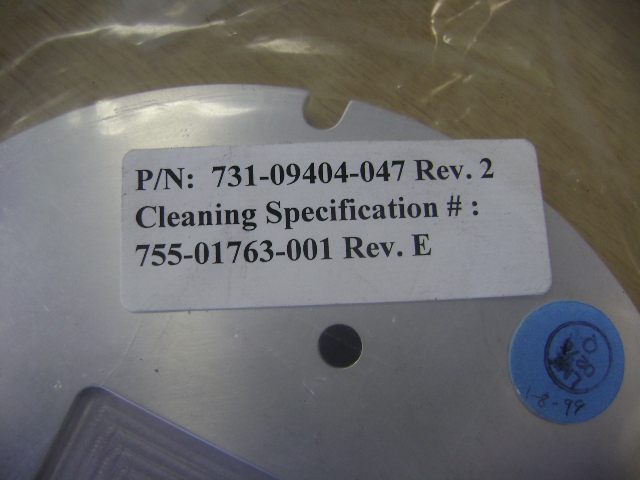 P/N: 731-09404-047 Rev. 2
Cleaning Specification # :
755-01763-001 Rev. E
1-8-99